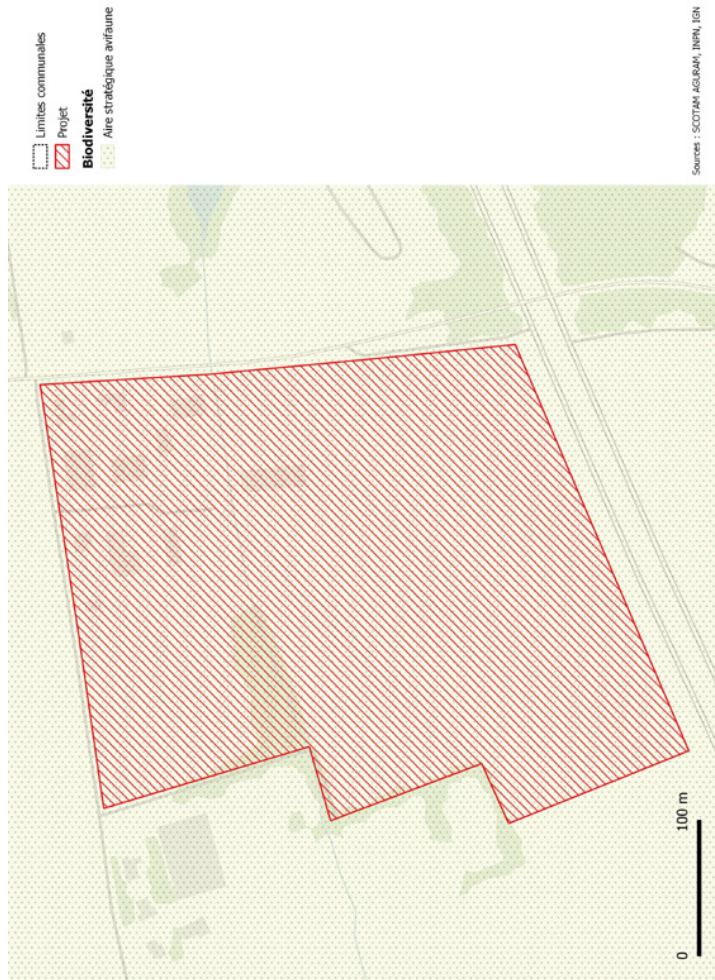 Limites communales
Projet
Biodiversité
Aire stratégique avifaune
0 100 m
Sources : SCOTAM AGURAM, INPN, IGN